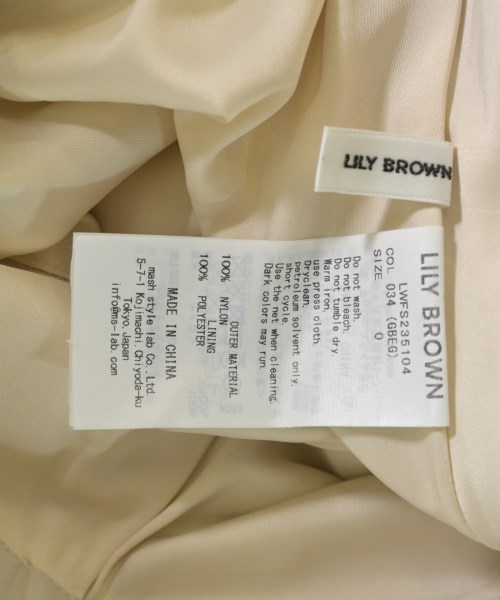 LILY BROWN
LILY BROWN
LWFS235104
COL 034 (GBEG)
SIZE 0
Do not wash.
Do not bleach.
Do not tumble dry.
Warm iron.
use press cloth.
Dryclean.
petroleum solvent only.
short cycle.
Use the net when cleaning.
Dark colors may run.
OUTER MATERIAL
100% NYLON
LINING
100% POLYESTER
MADE IN CHINA
mash style lab Co.,Ltd.
5-7-1 Kojimachi, Chiyoda-ku
Tokyo, Japan
info@ms-lab.com